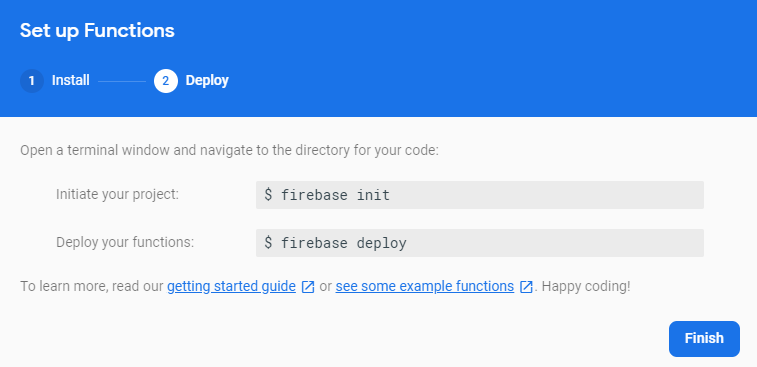 Set up Functions
1 Install 2 Deploy
Open a terminal window and navigate to the directory for your code:
Initiate your project: $ firebase init
Deploy your functions: $ firebase deploy
To learn more, read our getting started guide or see some example functions. Happy coding!
Finish